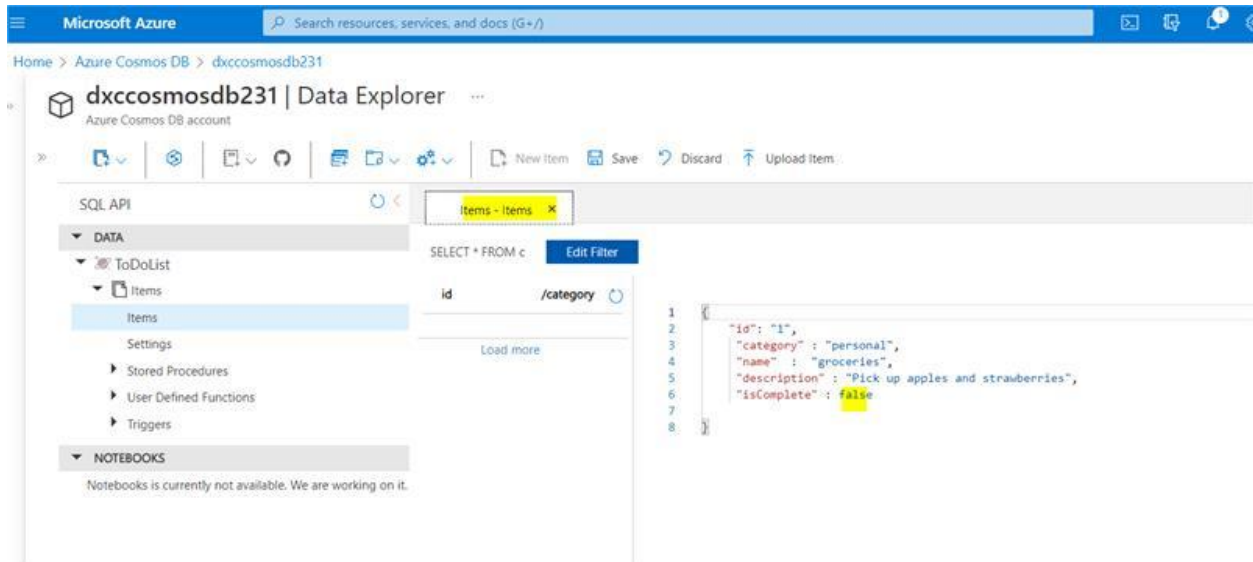 Microsoft Azure
Search resources, services, and docs (G+/)
1
Home > Azure Cosmos DB > dxccosmosdb231
dxccosmosdb231 | Data Explorer ...
Azure Cosmos DB account
New Item Save Discard Upload Item
SQL API
Items - Items ×
DATA
SELECT * FROM c Edit Filter
ToDoList
Items
id /category
Items
Load more
Settings
Stored Procedures
User Defined Functions
Triggers
NOTEBOOKS
Notebooks is currently not available. We are working on it.
1 {
2 "id": "1",
3 "category" : "personal",
4 "name" : "groceries",
5 "description" : "Pick up apples and strawberries",
6 "isComplete" : false
7
8 }